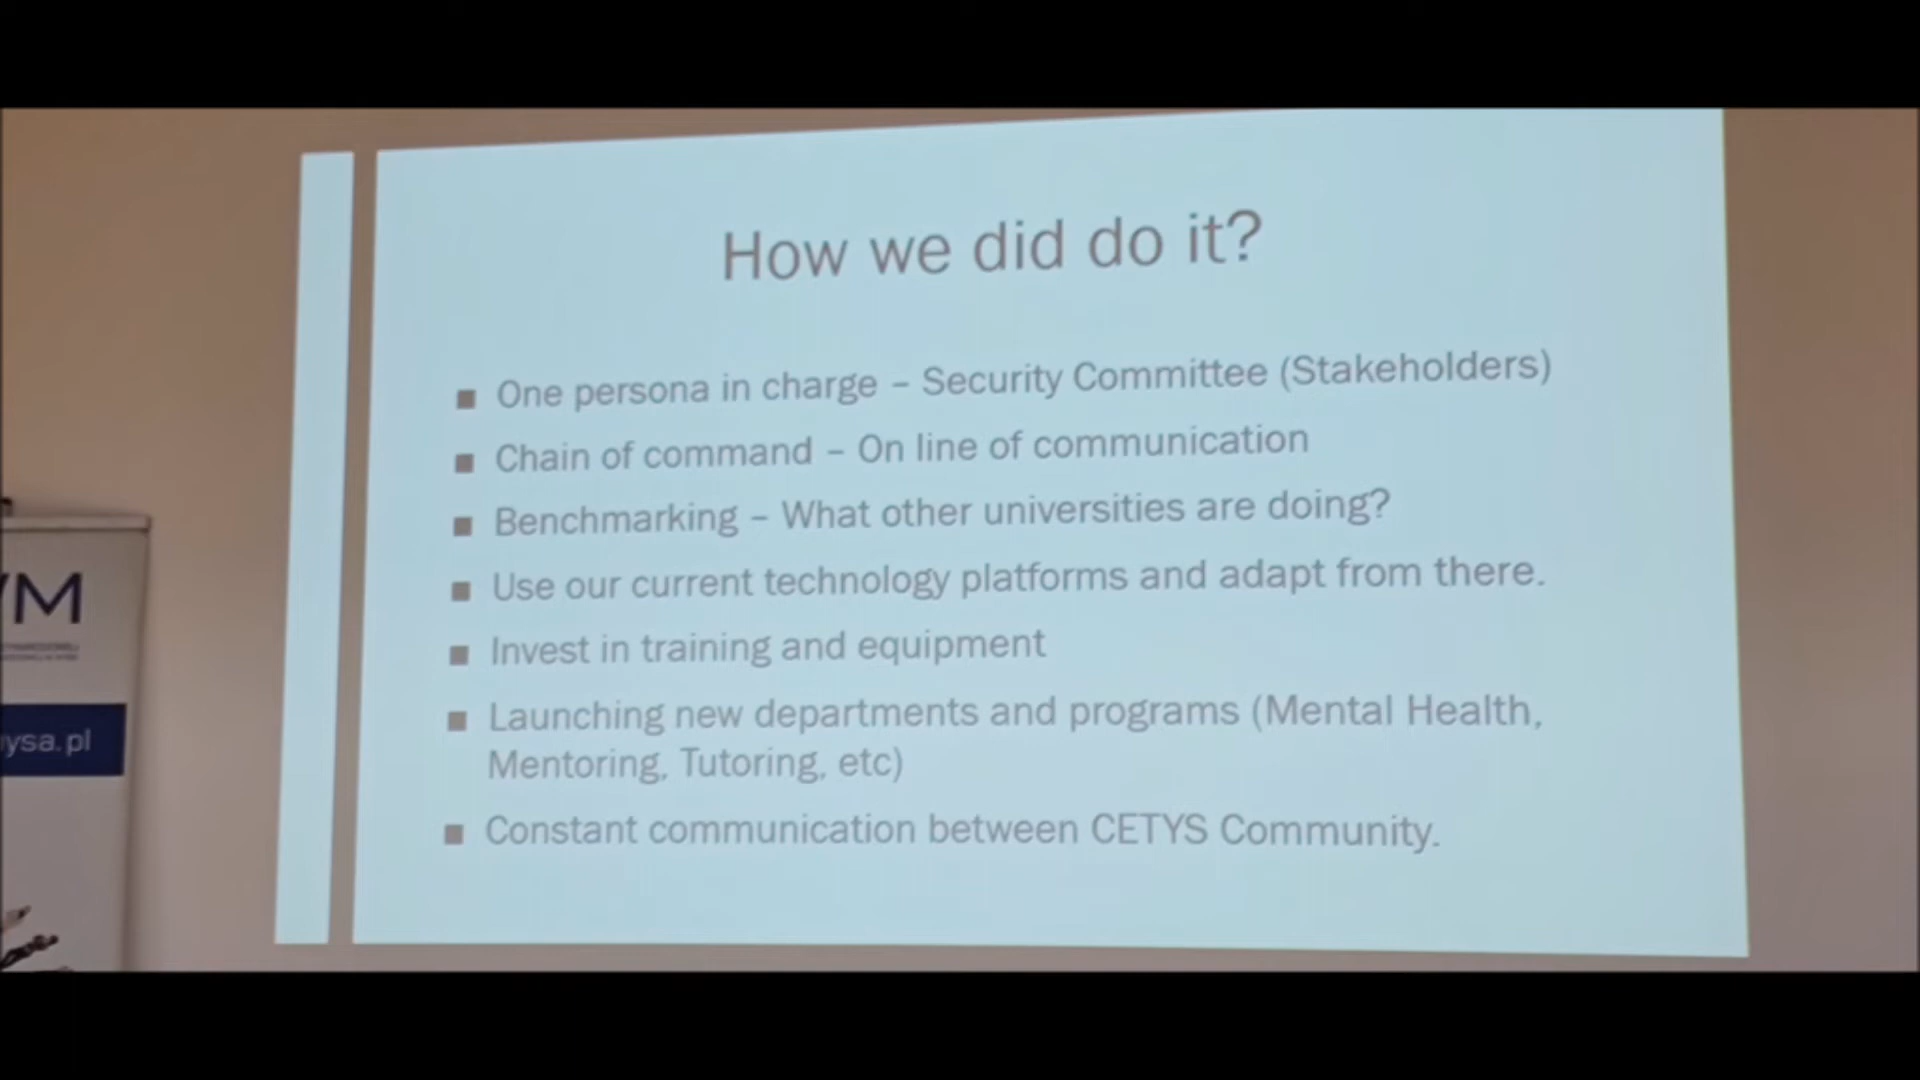 How we did do it?
■ One persona in charge – Security Committee (Stakeholders)
■ Chain of command – On line of communication
■ Benchmarking – What other universities are doing?
■ Use our current technology platforms and adapt from there.
■ Invest in training and equipment
■ Launching new departments and programs (Mental Health,
Mentoring, Tutoring, etc)
■ Constant communication between CETYS Community.
M
ysa.pl